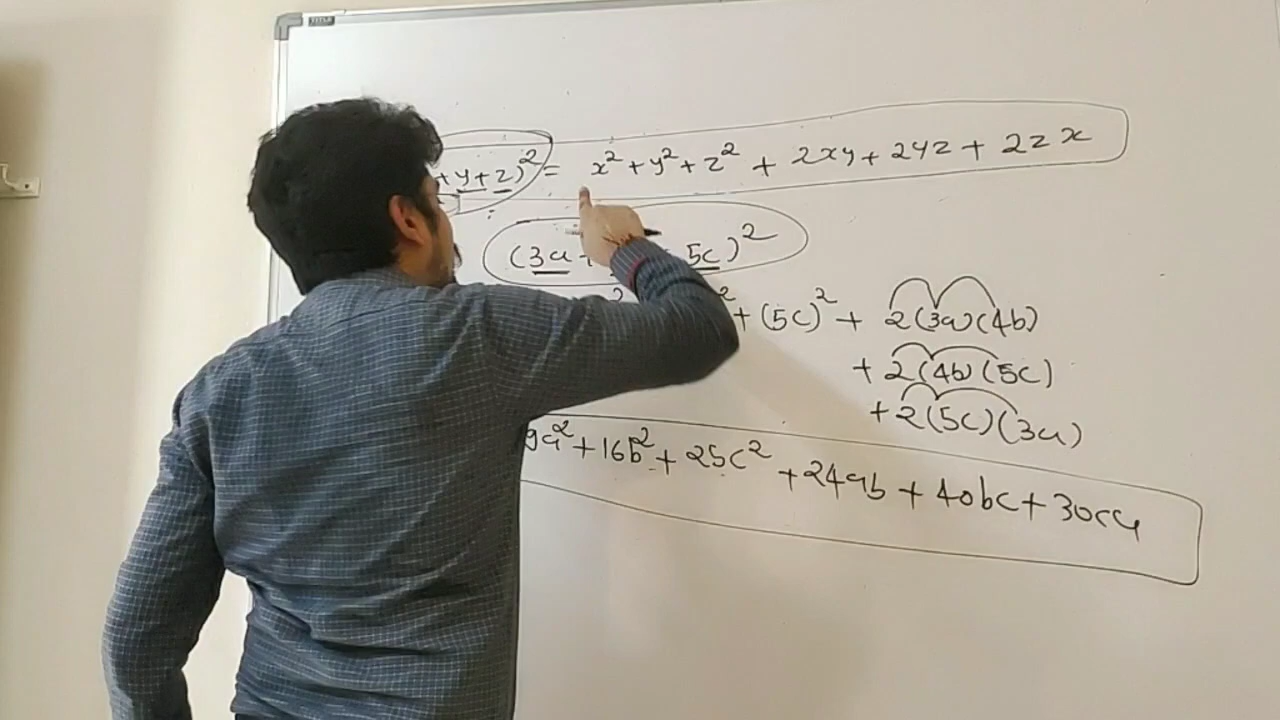 +y+z)² = x² + y² + z² + 2xy + 2yz + 2zx
(3a + 5c)²
² + (5c)² + 2(3a)(4b)
+ 2(4b)(5c)
+ 2(5c)(3a)
9a² + 16b² + 25c² + 24ab + 40bc + 30ca